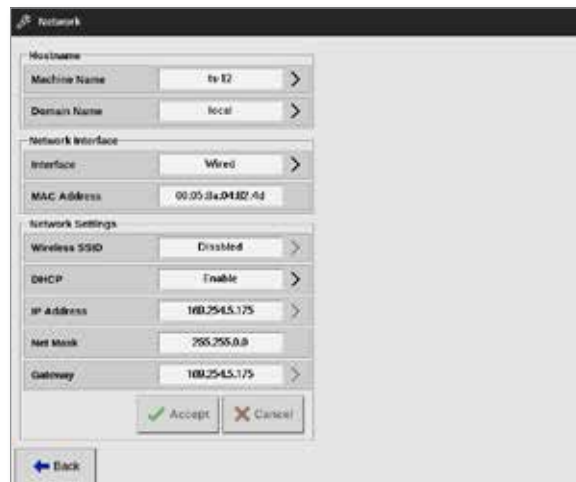 Network
Hostname
Machine Name
Domain Name local
Network Interface
Interface Wired
MAC Address
Network Settings
Wireless SSID Disabled
DHCP Enable
IP Address 169.254.5.175
Net Mask 255.255.0.0
Gateway 169.254.5.175
Accept Cancel
Back